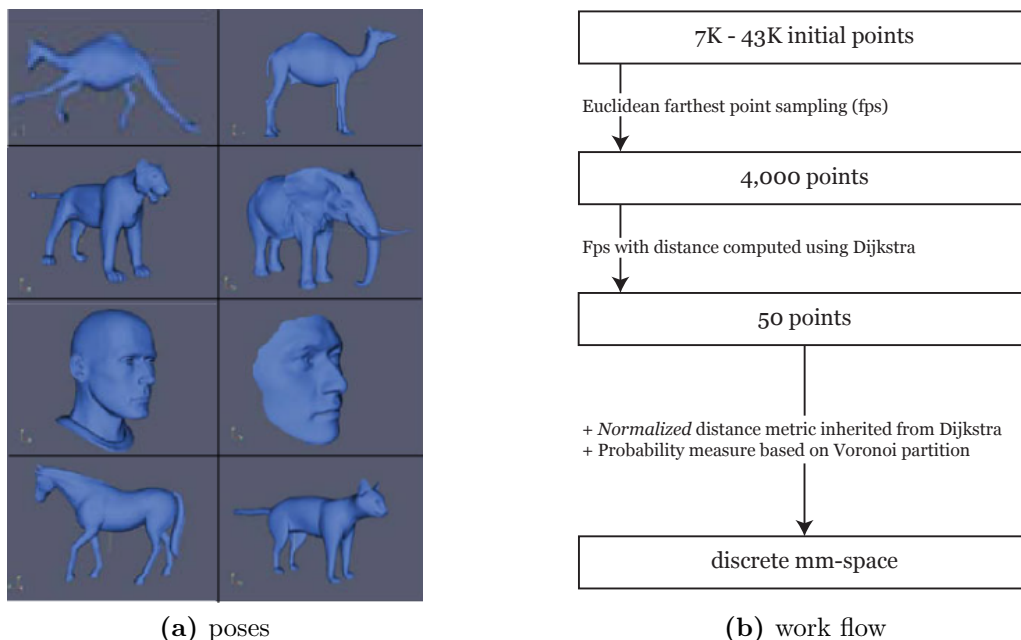 7K - 43K initial points
Euclidean farthest point sampling (fps)
4,000 points
Fps with distance computed using Dijkstra
50 points
+ Normalized distance metric inherited from Dijkstra
+ Probability measure based on Voronoi partition
discrete mm-space
(a) poses
(b) work flow